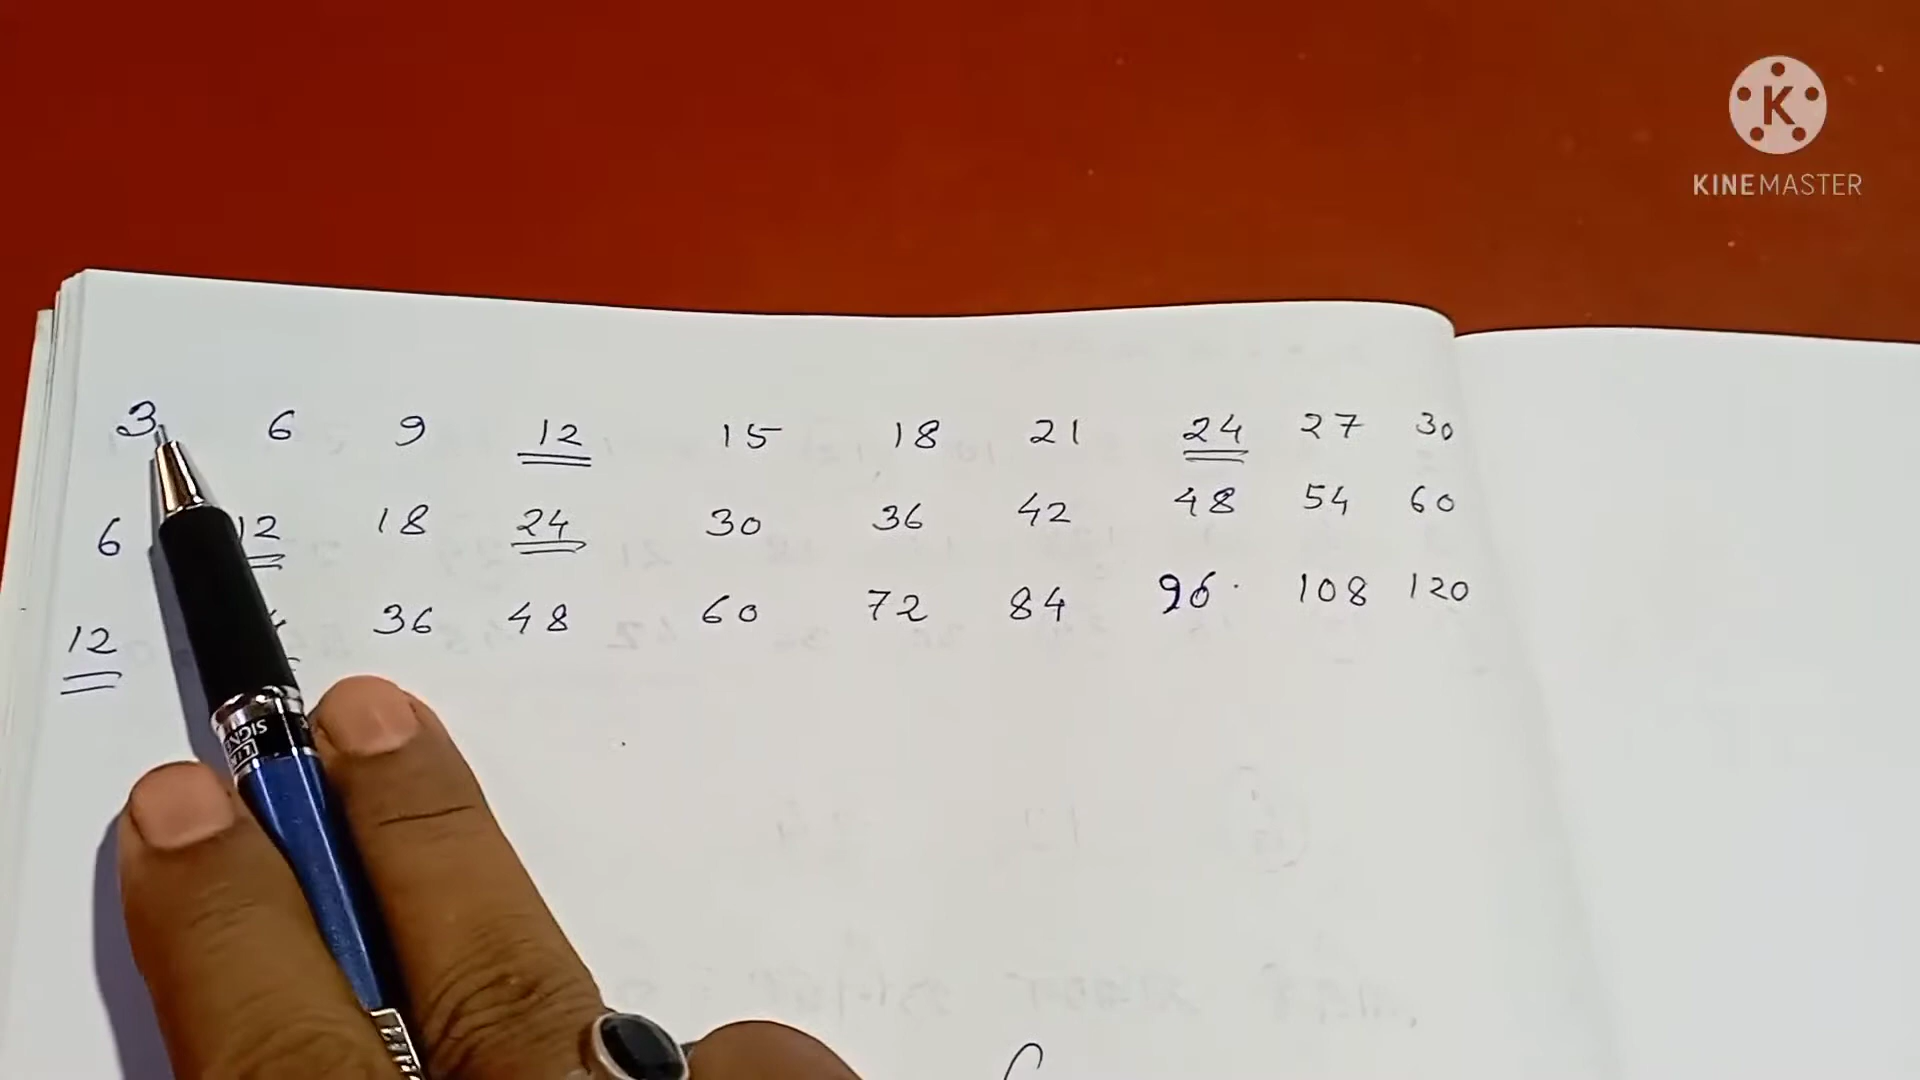 K
KINEMASTER
3 6 9 12 15 18 21 24 27 30
6 12 18 24 30 36 42 48 54 60
12 36 48 60 72 84 96 108 120